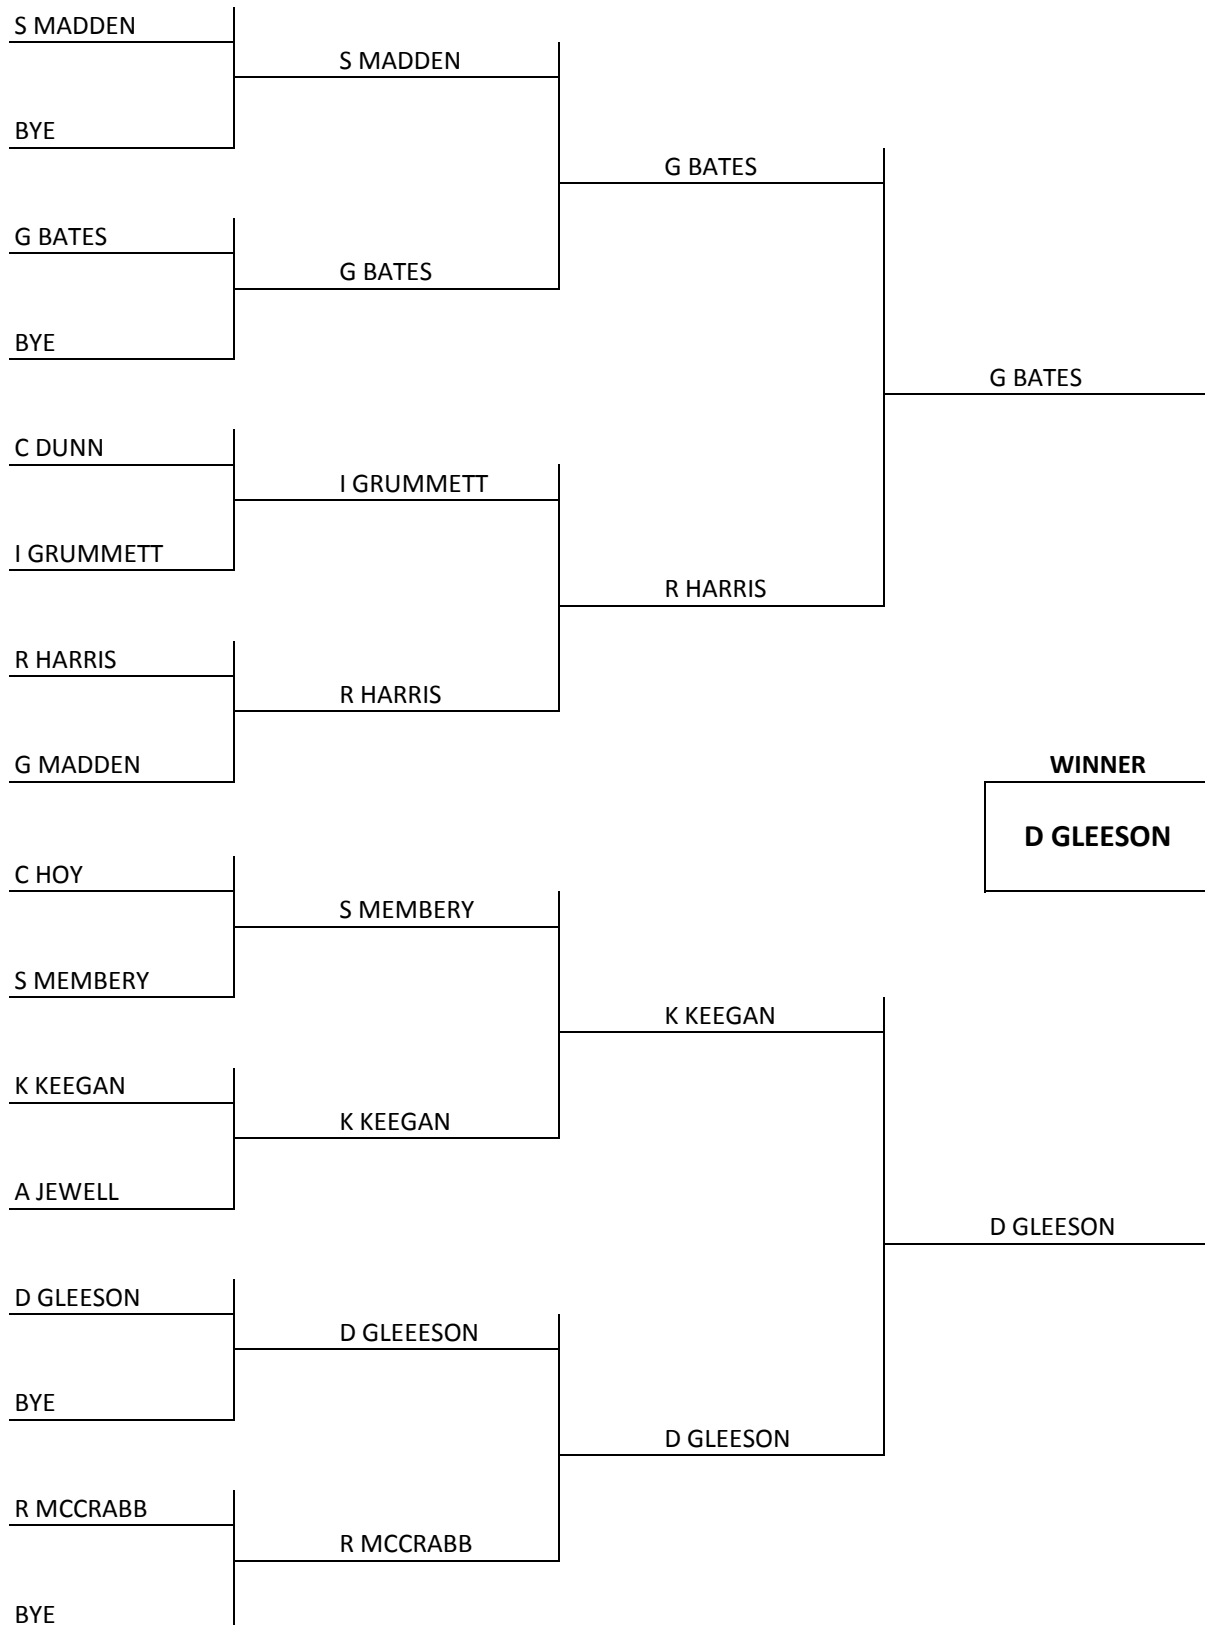 S MADDEN
S MADDEN
BYE
G BATES
G BATES
G BATES
BYE
G BATES
C DUNN
I GRUMMETT
I GRUMMETT
R HARRIS
R HARRIS
R HARRIS
G MADDEN
WINNER
D GLEESON
C HOY
S MEMBERY
S MEMBERY
K KEEGAN
K KEEGAN
K KEEGAN
A JEWELL
D GLEESON
D GLEESON
D GLEEESON
BYE
D GLEESON
R MCCRABB
R MCCRABB
BYE